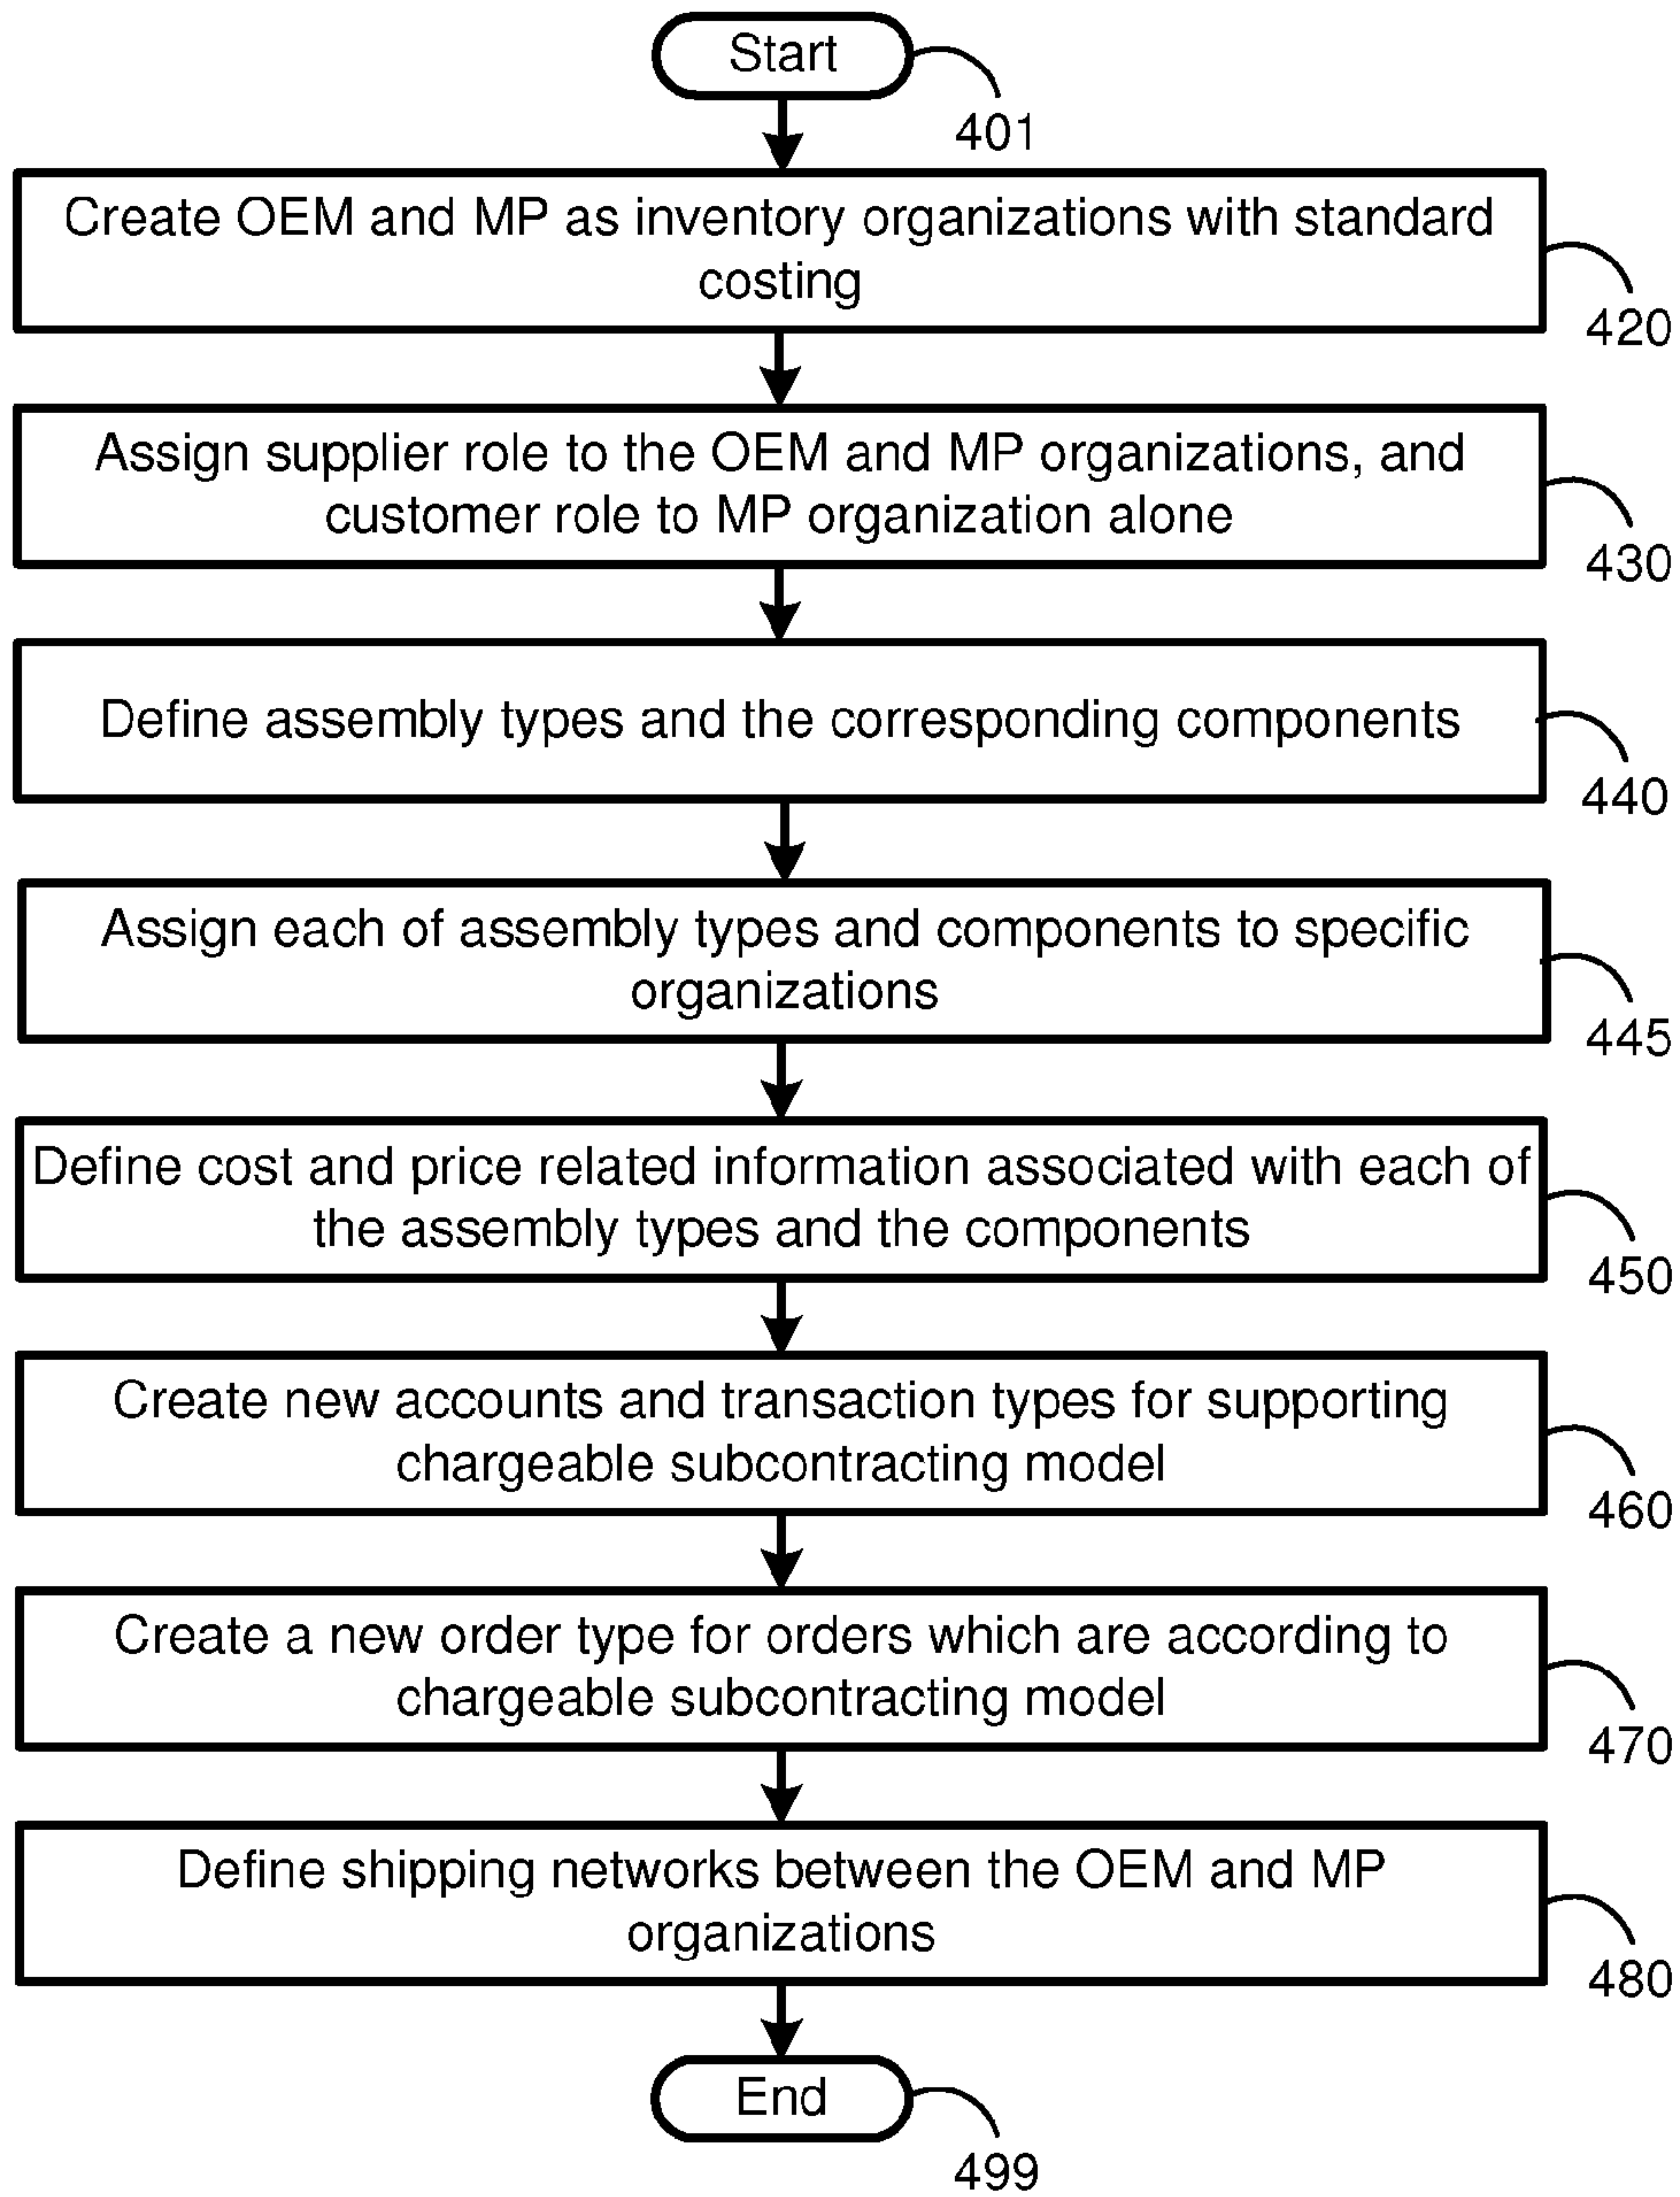 Start
401
Create OEM and MP as inventory organizations with standard
costing
420
Assign supplier role to the OEM and MP organizations, and
customer role to MP organization alone
430
Define assembly types and the corresponding components
440
Assign each of assembly types and components to specific
organizations
445
Define cost and price related information associated with each of
the assembly types and the components
450
Create new accounts and transaction types for supporting
chargeable subcontracting model
460
Create a new order type for orders which are according to
chargeable subcontracting model
470
Define shipping networks between the OEM and MP
organizations
480
End
499